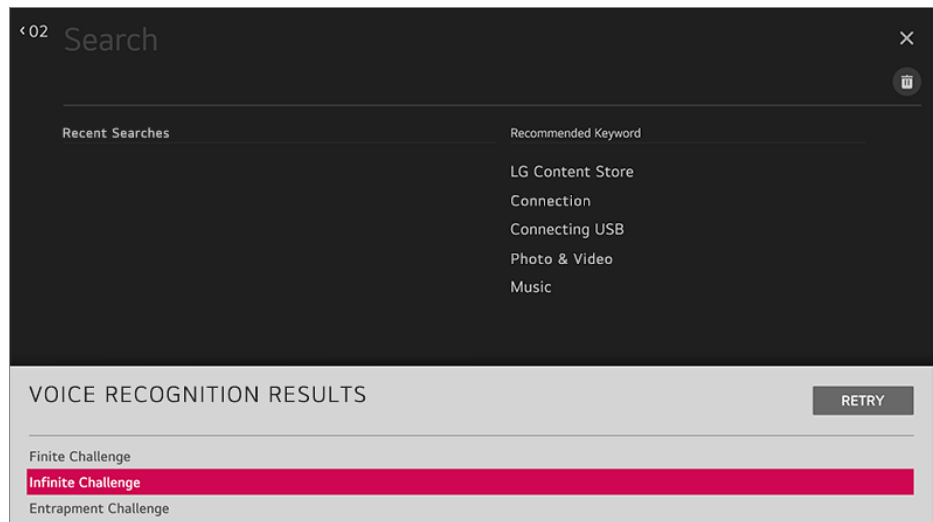 ‹02
Search
Recent Searches
Recommended Keyword
LG Content Store
Connection
Connecting USB
Photo & Video
Music
VOICE RECOGNITION RESULTS
RETRY
Finite Challenge
Infinite Challenge
Entrapment Challenge